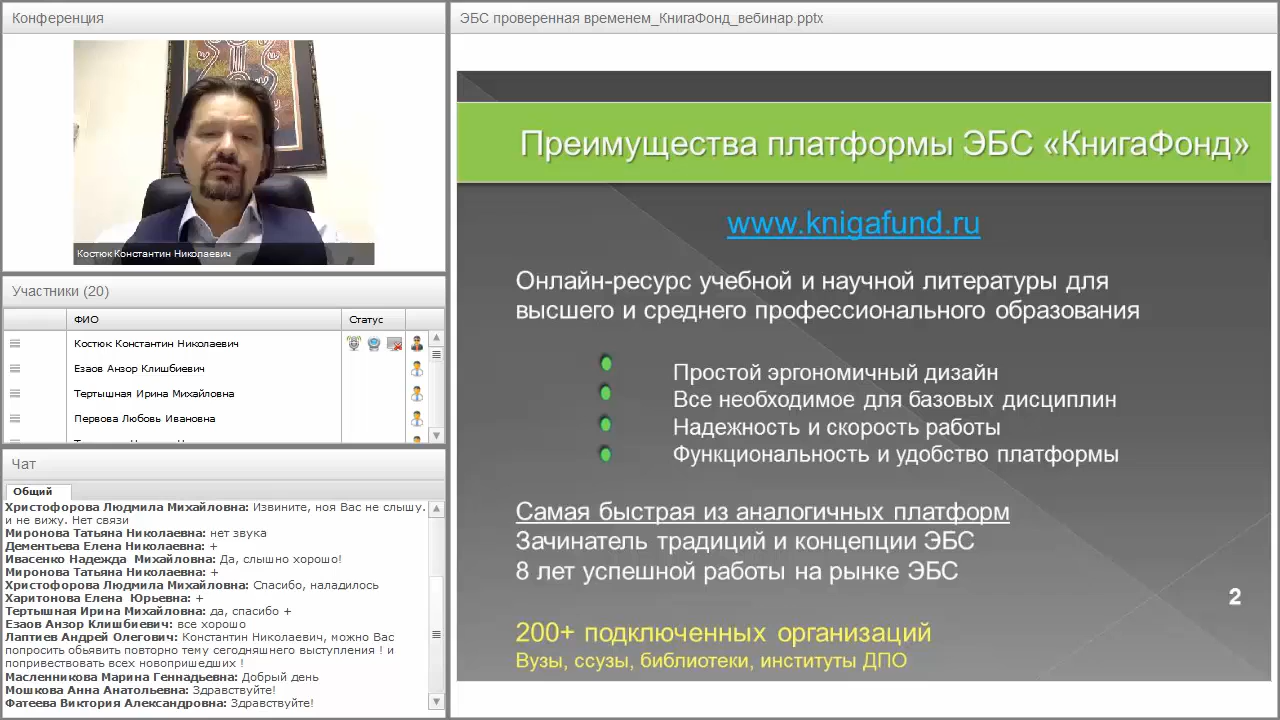 Конференция
Костюк Константин Николаевич
Участники (20)
ФИО Статус
Костюк Константин Николаевич
Езаов Анзор Клишбиевич
Тертышная Ирина Михайловна
Первова Любовь Ивановна
Чат
Общий
Христофорова Людмила Михайловна: Извините, ноя Вас не слышу.
и не вижу. Нет связи
Миронова Татьяна Николаевна: нет звука
Дементьева Елена Николаевна: +
Ивасенко Надежда Михайловна: Да, слышно хорошо!
Миронова Татьяна Николаевна: +
Христофорова Людмила Михайловна: Спасибо, наладилось
Харитонова Елена Юрьевна: +
Тертышная Ирина Михайловна: да, спасибо +
Езаов Анзор Клишбиевич: все хорошо
Лаптиев Андрей Олегович: Константин Николаевич, можно Вас
попросить обьявить повторно тему сегодняшнего выступления ! и
попривествовать всех новопришедших !
Масленникова Марина Геннадьевна: Добрый день
Мошкова Анна Анатольевна: Здравствуйте!
Фатеева Виктория Александровна: Здравствуйте!
ЭБС проверенная временем_КнигаФонд_вебинар.pptx
Преимущества платформы ЭБС «КнигаФонд»
www.knigafund.ru
Онлайн-ресурс учебной и научной литературы для
высшего и среднего профессионального образования
Простой эргономичный дизайн
Все необходимое для базовых дисциплин
Надежность и скорость работы
Функциональность и удобство платформы
Самая быстрая из аналогичных платформ
Зачинатель традиций и концепции ЭБС
8 лет успешной работы на рынке ЭБС
2
200+ подключенных организаций
Вузы, ссузы, библиотеки, институты ДПО